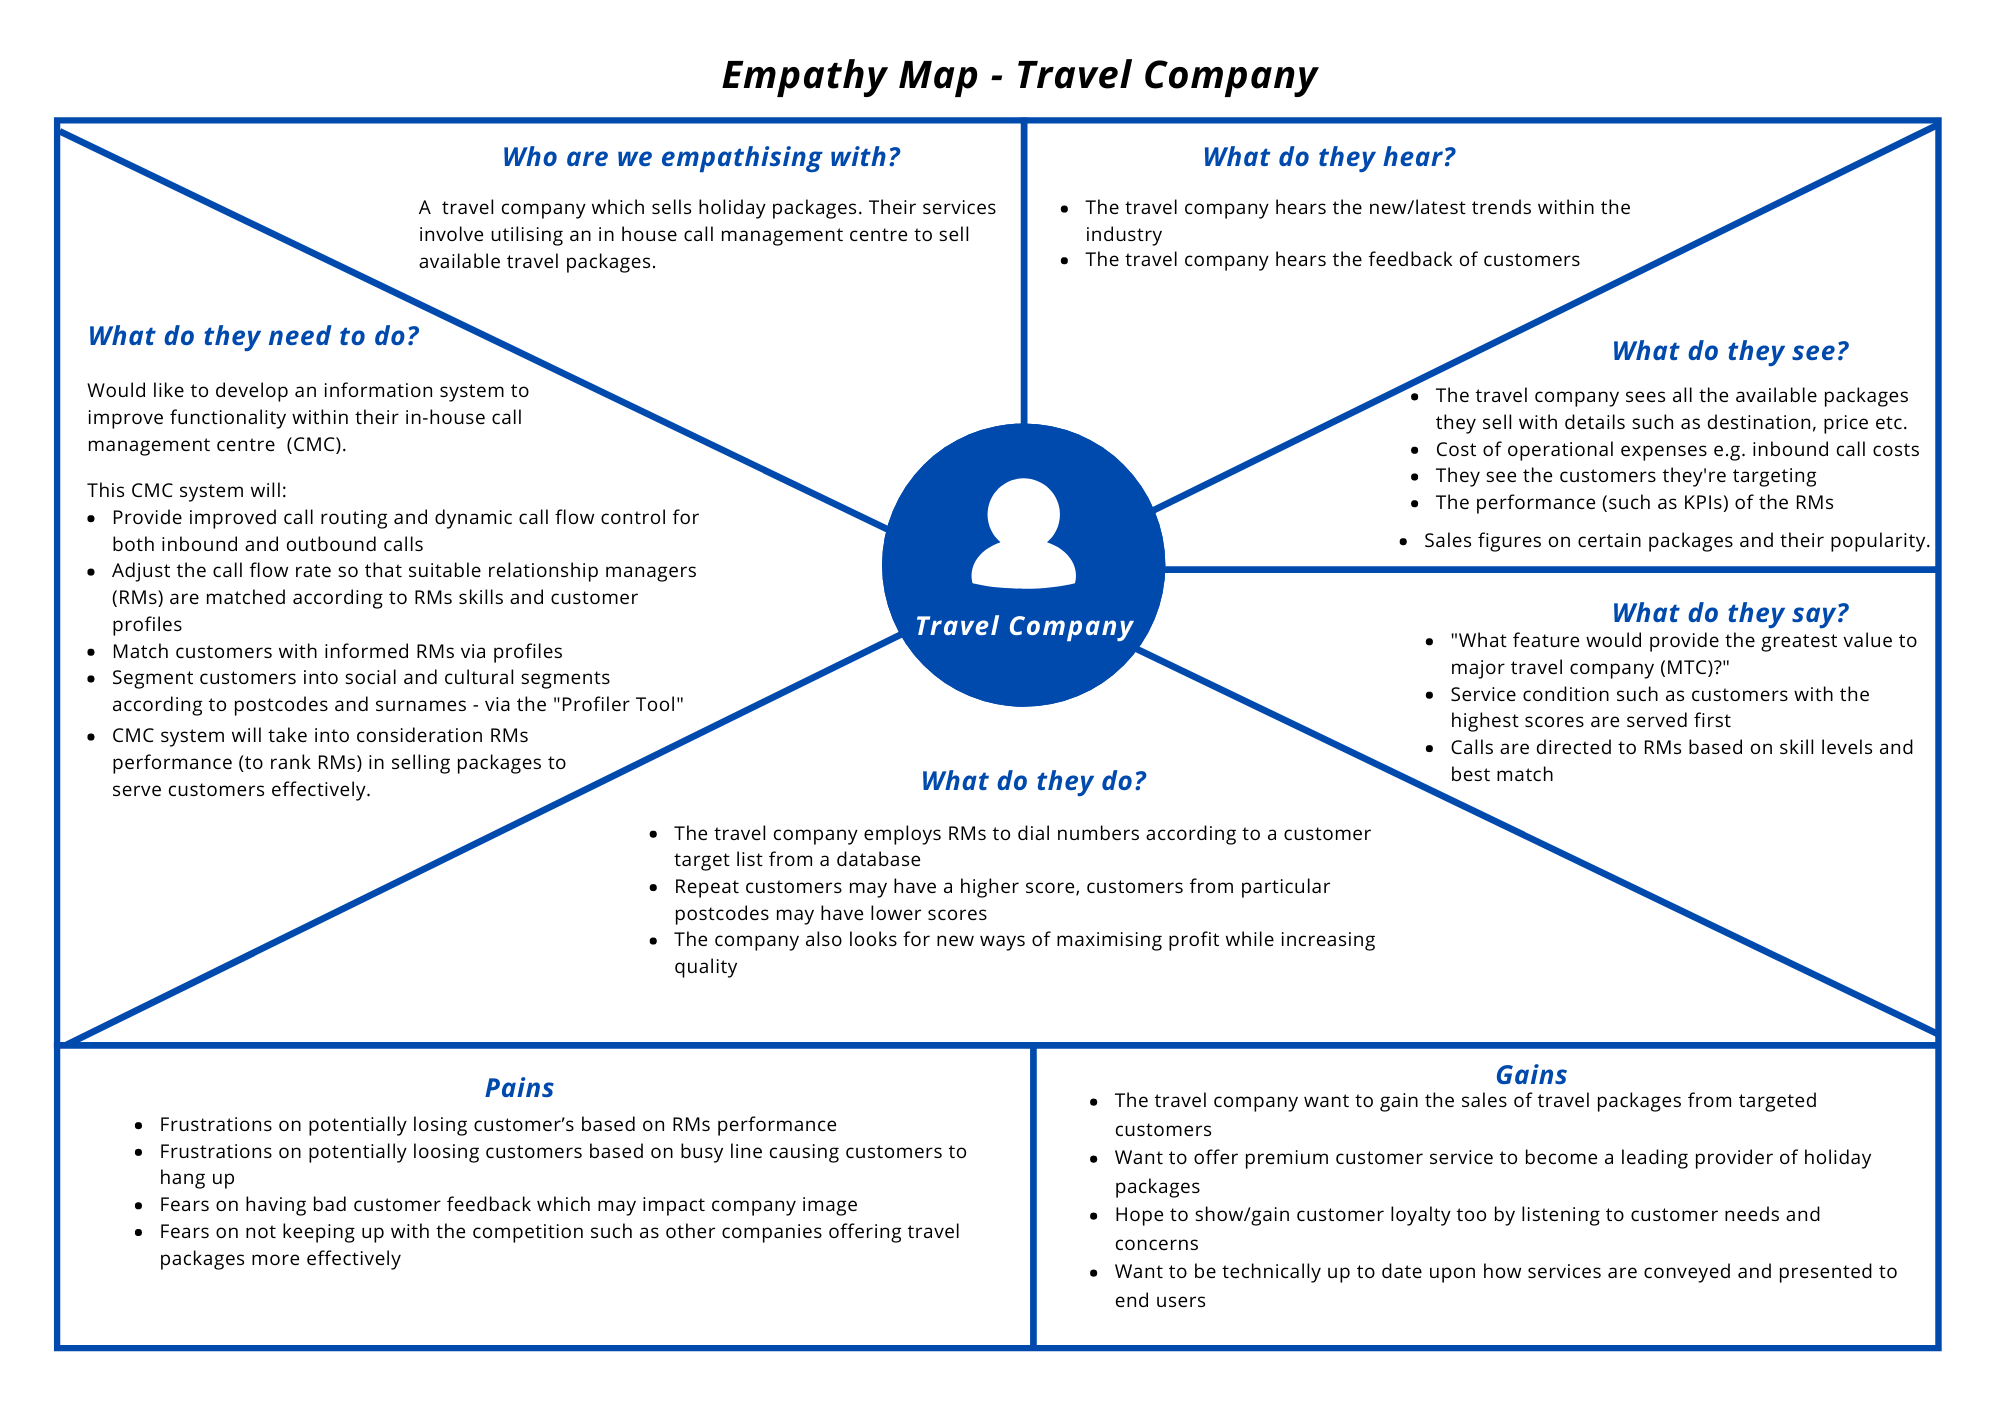 Empathy Map - Travel Company
Who are we empathising with?
A travel company which sells holiday packages. Their services
involve utilising an in house call management centre to sell
available travel packages.
What do they hear?
• The travel company hears the new/latest trends within the
industry
• The travel company hears the feedback of customers
What do they need to do?
Would like to develop an information system to
improve functionality within their in-house call
management centre (CMC).
This CMC system will:
• Provide improved call routing and dynamic call flow control for
both inbound and outbound calls
• Adjust the call flow rate so that suitable relationship managers
(RMs) are matched according to RMs skills and customer
profiles
• Match customers with informed RMs via profiles
• Segment customers into social and cultural segments
according to postcodes and surnames - via the "Profiler Tool"
• CMC system will take into consideration RMs
performance (to rank RMs) in selling packages to
serve customers effectively.
What do they see?
• The travel company sees all the available packages
they sell with details such as destination, price etc.
• Cost of operational expenses e.g. inbound call costs
• They see the customers they're targeting
• The performance (such as KPIs) of the RMs
• Sales figures on certain packages and their popularity.
Travel Company
What do they say?
• "What feature would provide the greatest value to
major travel company (MTC)?"
• Service condition such as customers with the
highest scores are served first
• Calls are directed to RMs based on skill levels and
best match
What do they do?
• The travel company employs RMs to dial numbers according to a customer
target list from a database
• Repeat customers may have a higher score, customers from particular
postcodes may have lower scores
• The company also looks for new ways of maximising profit while increasing
quality
Pains
• Frustrations on potentially losing customer’s based on RMs performance
• Frustrations on potentially loosing customers based on busy line causing customers to
hang up
• Fears on having bad customer feedback which may impact company image
• Fears on not keeping up with the competition such as other companies offering travel
packages more effectively
Gains
• The travel company want to gain the sales of travel packages from targeted
customers
• Want to offer premium customer service to become a leading provider of holiday
packages
• Hope to show/gain customer loyalty too by listening to customer needs and
concerns
• Want to be technically up to date upon how services are conveyed and presented to
end users